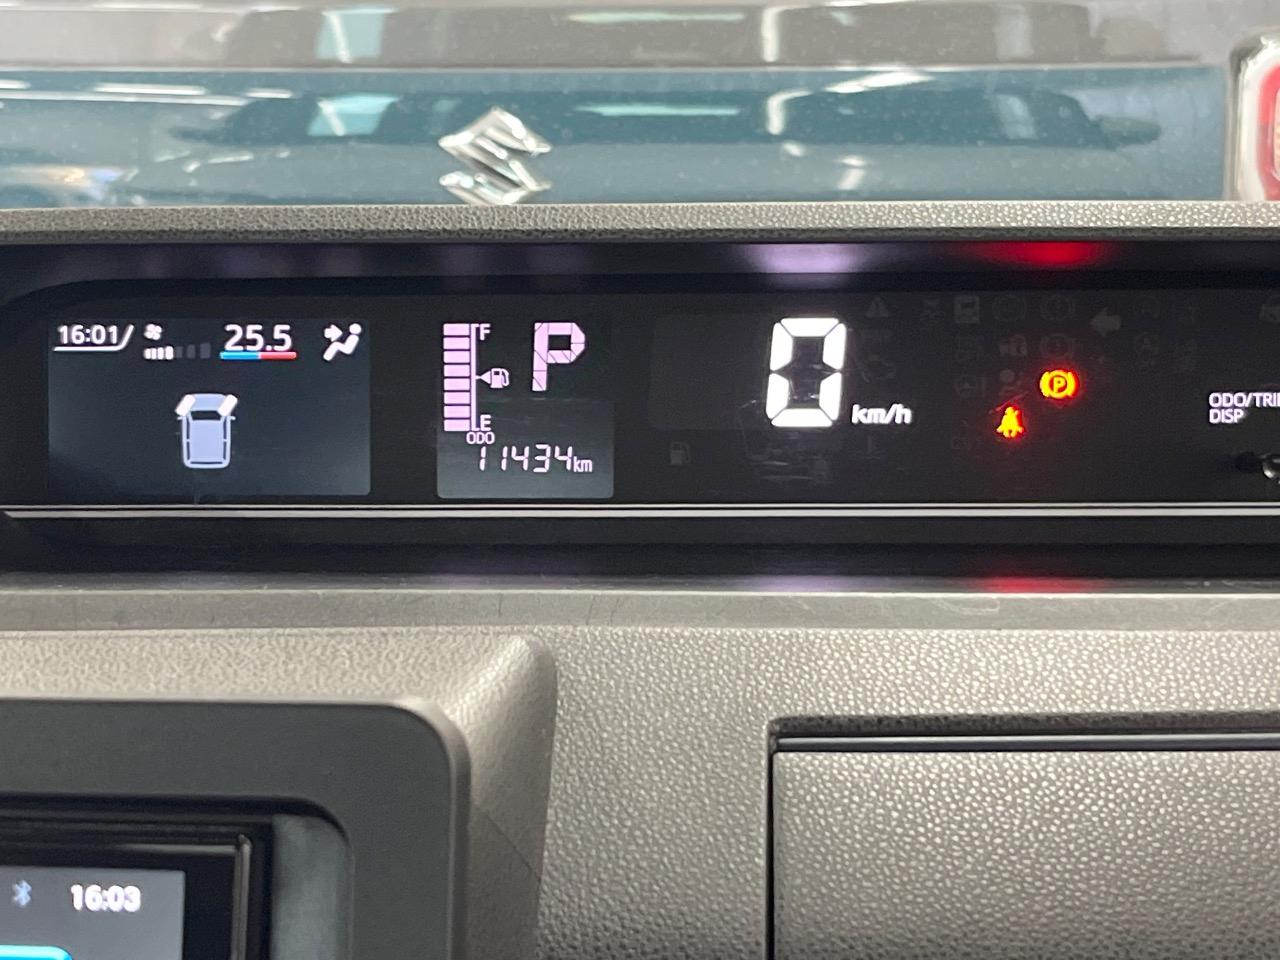 16:01/
25.5
F
P
E
ODO
11434km
0
km/h
P
ODO/TRI
DISP
16:03